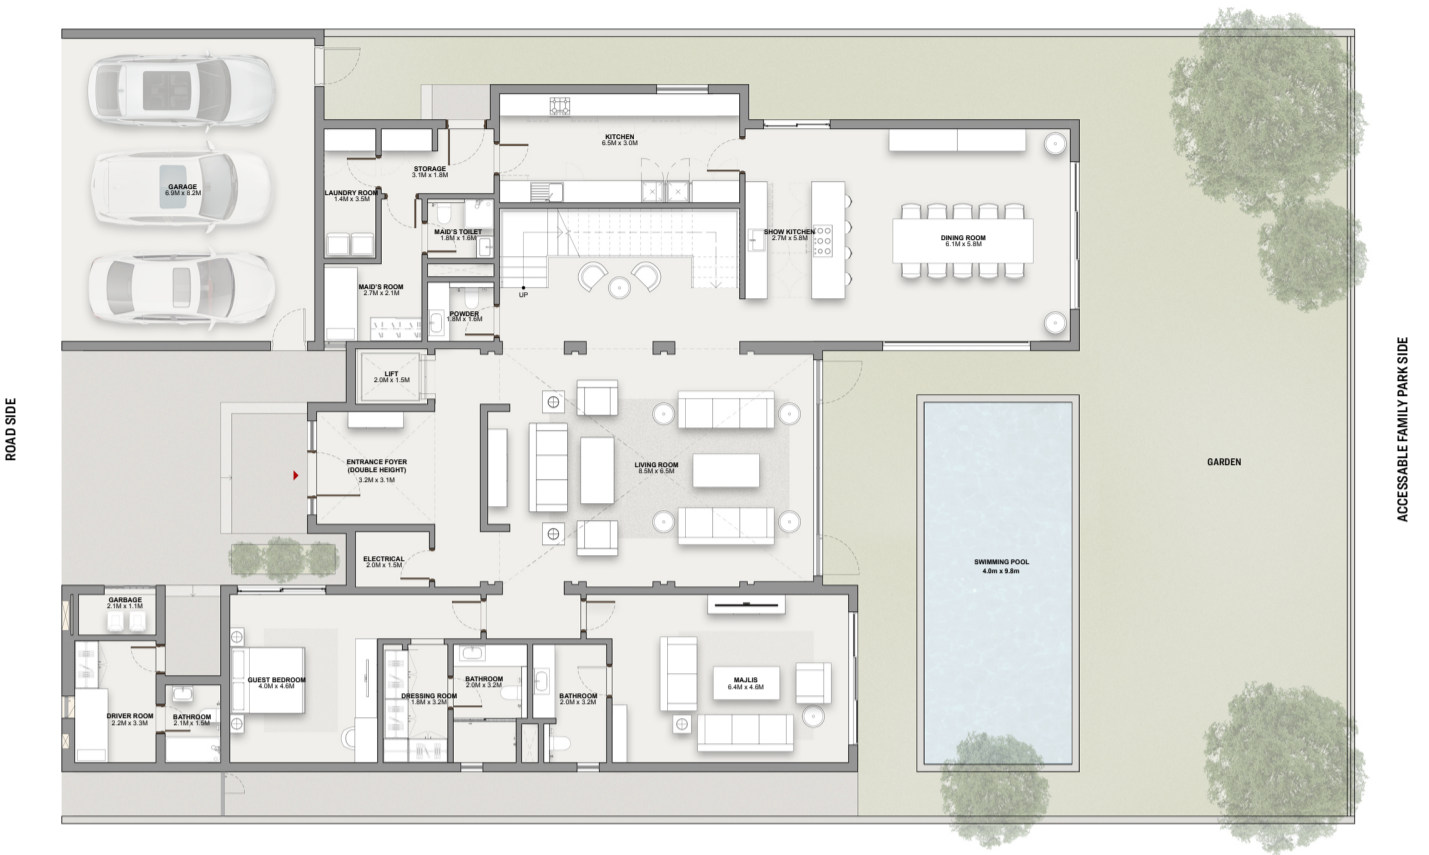 KITCHEN
6.5M x 3.0M
STORAGE
3.1M x 1.8M
GARAGE
6.9M x 8.2M
LAUNDRY ROOM
1.4M x 3.5M
MAID'S TOILET
1.8M x 1.6M
SHOW KITCHEN
2.7M x 5.8M
DINING ROOM
6.1M x 5.8M
MAID'S ROOM
2.7M x 2.1M
UP
POWDER
1.8M x 1.6M
LIFT
2.0M x 1.5M
ROAD SIDE
ACCESSABLE FAMILY PARK SIDE
ENTRANCE FOYER
(DOUBLE HEIGHT)
3.2M x 3.1M
LIVING ROOM
8.5M x 6.5M
GARDEN
ELECTRICAL
2.0M x 1.5M
SWIMMING POOL
4.0m x 9.8m
GARBAGE
2.1M x 1.1M
GUEST BEDROOM
4.0M x 4.6M
BATHROOM
2.0M x 3.2M
MAJLIS
6.4M x 4.6M
DRESSING ROOM
1.8M x 3.2M
BATHROOM
2.0M x 3.2M
DRIVER ROOM
2.2M x 3.3M
BATHROOM
2.1M x 1.5M